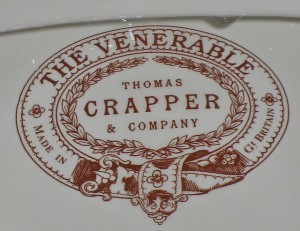 THE VENERABLE
THOMAS
CRAPPER
& COMPANY
MADE IN
Gt BRITAIN